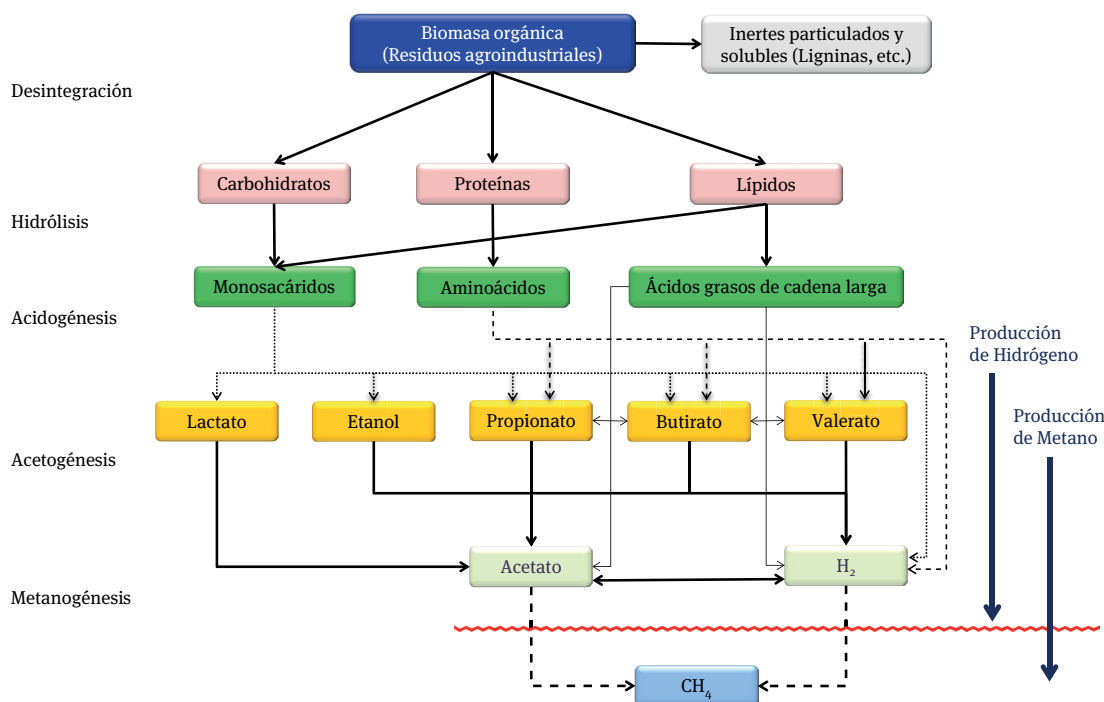 Biomasa orgánica
(Residuos agroindustriales)
Inertes particulados y
solubles (Ligninas, etc.)
Desintegración
Carbohidratos
Proteínas
Lípidos
Hidrólisis
Monosacáridos
Aminoácidos
Ácidos grasos de cadena larga
Acidogénesis
Producción
de Hidrógeno
Lactato
Etanol
Propionato
Butirato
Valerato
Producción
de Metano
Acetogénesis
Acetato
H₂
Metanogénesis
CH₄